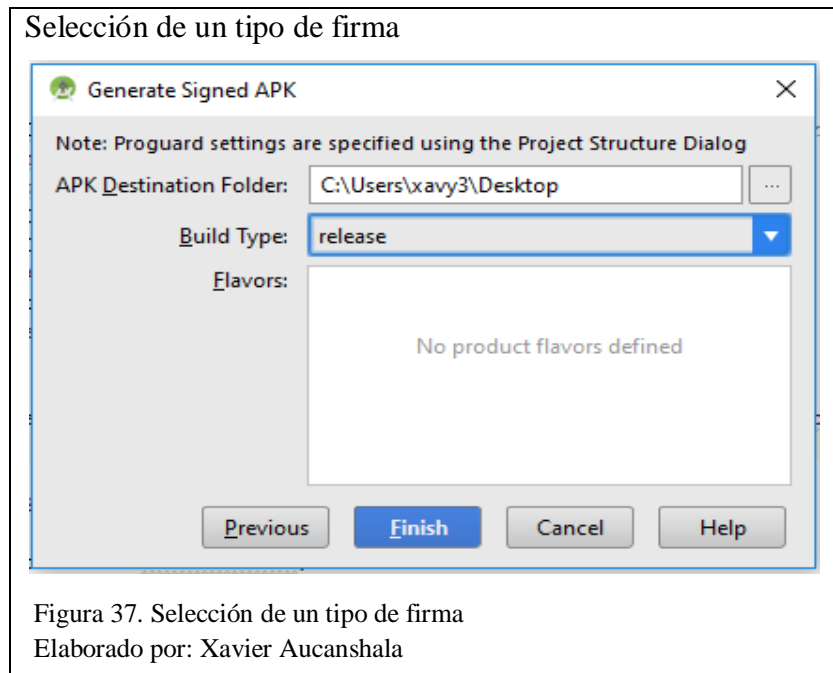 Selección de un tipo de firma
Generate Signed APK
Note: Proguard settings are specified using the Project Structure Dialog
APK Destination Folder: C:\Users\xavy3\Desktop ...
Build Type: release
Flavors:
No product flavors defined
Previous Finish Cancel Help
Figura 37. Selección de un tipo de firma
Elaborado por: Xavier Aucanshala